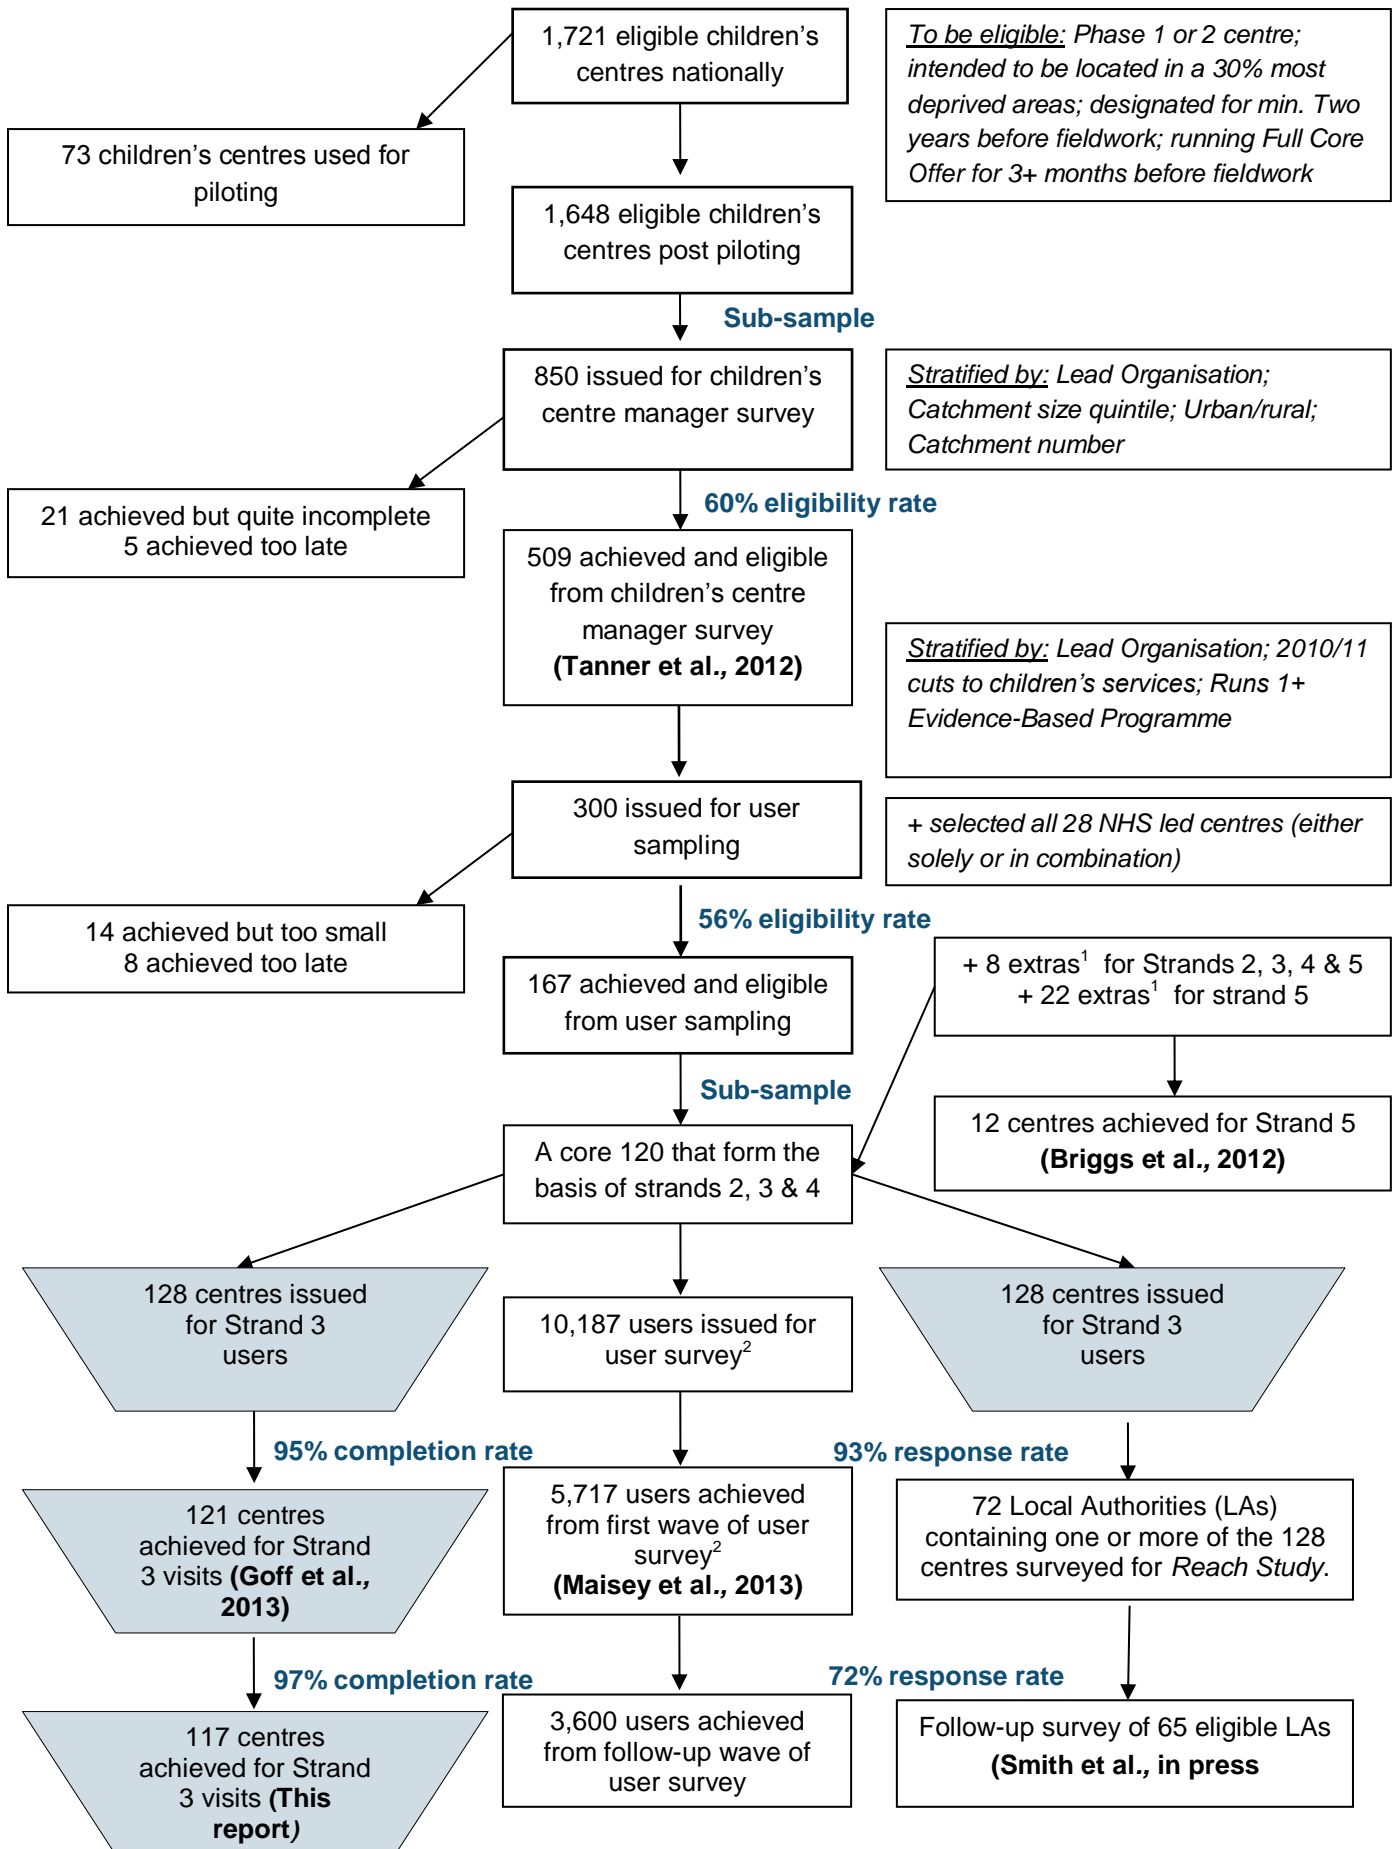 1,721 eligible children’s
centres nationally
To be eligible: Phase 1 or 2 centre;
intended to be located in a 30% most
deprived areas; designated for min. Two
years before fieldwork; running Full Core
Offer for 3+ months before fieldwork
73 children’s centres used for
piloting
1,648 eligible children’s
centres post piloting
Sub-sample
850 issued for children’s
centre manager survey
Stratified by: Lead Organisation;
Catchment size quintile; Urban/rural;
Catchment number
21 achieved but quite incomplete
5 achieved too late
60% eligibility rate
509 achieved and eligible
from children’s centre
manager survey
(Tanner et al., 2012)
Stratified by: Lead Organisation; 2010/11
cuts to children’s services; Runs 1+
Evidence-Based Programme
300 issued for user
sampling
+ selected all 28 NHS led centres (either
solely or in combination)
14 achieved but too small
8 achieved too late
56% eligibility rate
167 achieved and eligible
from user sampling
+ 8 extras¹ for Strands 2, 3, 4 & 5
+ 22 extras¹ for strand 5
Sub-sample
12 centres achieved for Strand 5
(Briggs et al., 2012)
A core 120 that form the
basis of strands 2, 3 & 4
128 centres issued
for Strand 3
users
10,187 users issued for
user survey²
128 centres issued
for Strand 3
users
95% completion rate
93% response rate
121 centres
achieved for Strand
3 visits (Goff et al.,
2013)
5,717 users achieved
from first wave of user
survey²
(Maisey et al., 2013)
72 Local Authorities (LAs)
containing one or more of the 128
centres surveyed for Reach Study.
97% completion rate
72% response rate
117 centres
achieved for Strand
3 visits (This
report)
3,600 users achieved
from follow-up wave of
user survey
Follow-up survey of 65 eligible LAs
(Smith et al., in press